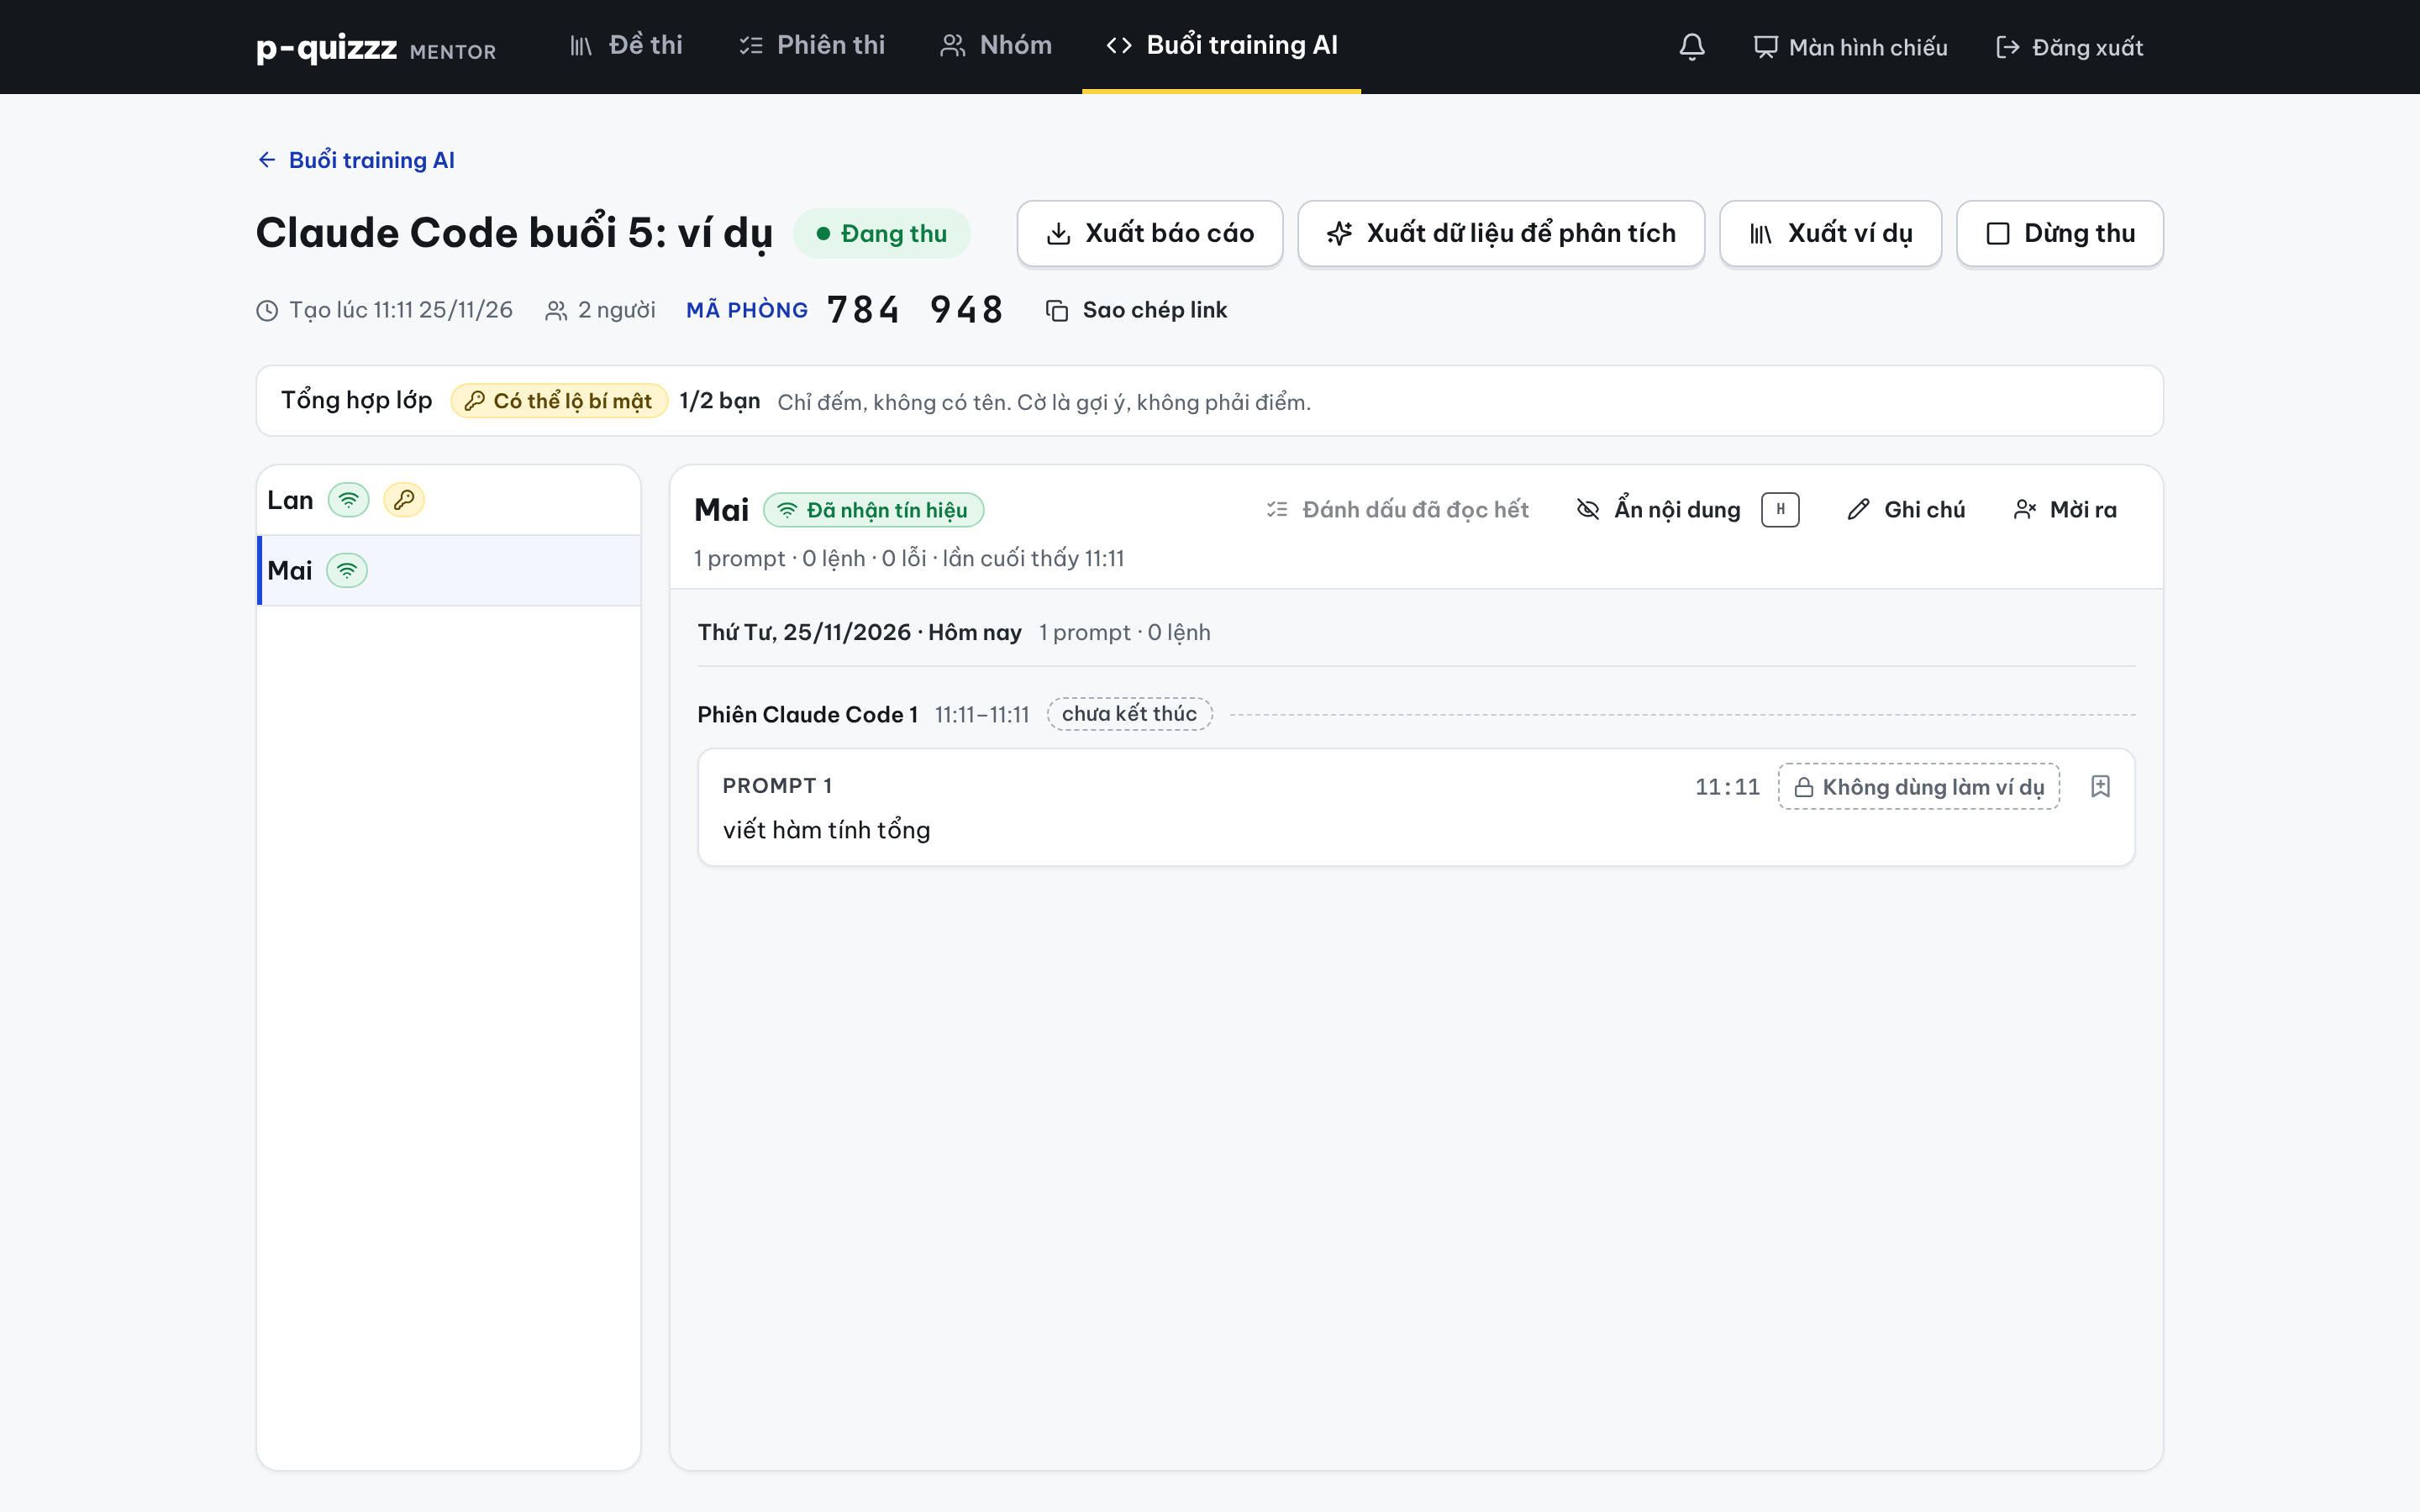 p-quizzz MENTOR Đề thi Phiên thi Nhóm Buổi training AI Màn hình chiếu Đăng xuất
Buổi training AI
Claude Code buổi 5: ví dụ Đang thu Xuất báo cáo Xuất dữ liệu để phân tích Xuất ví dụ Dừng thu
Tạo lúc 11:11 25/11/26 2 người MÃ PHÒNG 784 948 Sao chép link
Tổng hợp lớp Có thể lộ bí mật 1/2 bạn Chỉ đếm, không có tên. Cờ là gợi ý, không phải điểm.
Lan
Mai
Mai Đã nhận tín hiệu Đánh dấu đã đọc hết Ẩn nội dung H Ghi chú Mời ra
1 prompt · 0 lệnh · 0 lỗi · lần cuối thấy 11:11
Thứ Tư, 25/11/2026 · Hôm nay 1 prompt · 0 lệnh
Phiên Claude Code 1 11:11–11:11 chưa kết thúc
PROMPT 1 11:11 Không dùng làm ví dụ
viết hàm tính tổng